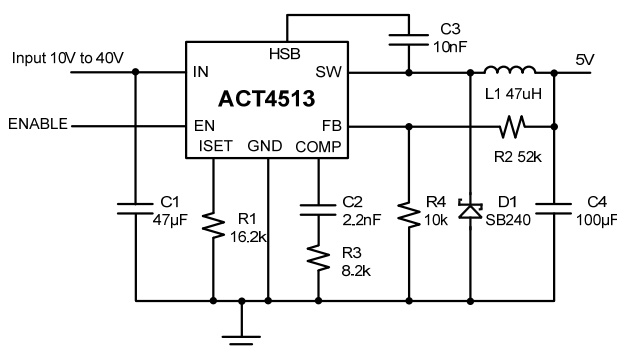 C3
10nF
HSB
Input 10V to 40V
IN
SW
5V
ACT4513
L1 47uH
ENABLE
EN
FB
ISET
GND
COMP
R2 52k
C1
47µF
R1
16.2k
C2
2.2nF
R3
8.2k
R4
10k
D1
SB240
C4
100µF